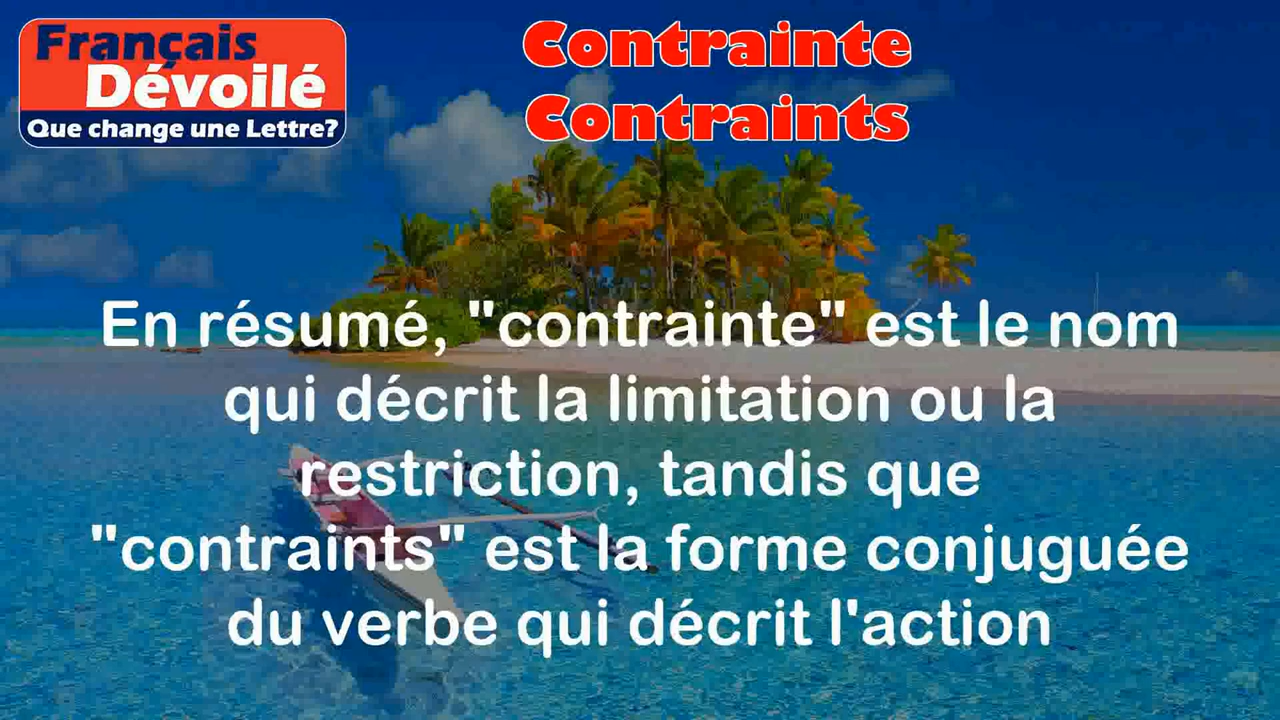 Français
Dévoilé
Que change une Lettre?
Contrainte
Contraints
En résumé, "contrainte" est le nom
qui décrit la limitation ou la
restriction, tandis que
"contraints" est la forme conjuguée
du verbe qui décrit l'action